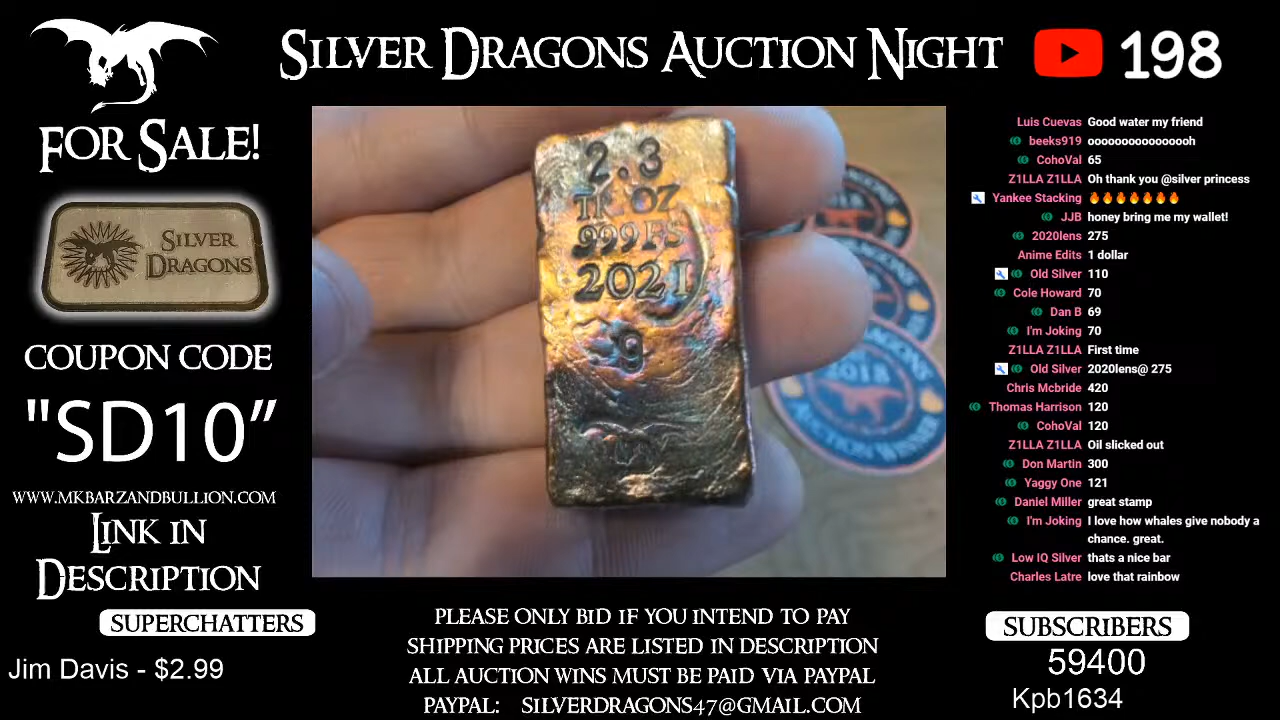 SILVER DRAGONS AUCTION NIGHT
198
FOR SALE!
SILVER
DRAGONS
COUPON CODE
"SD10"
WWW.MKBARZANDBULLION.COM
LINK IN
DESCRIPTION
SUPERCHATTERS
Jim Davis - $2.99
2.3
TR OZ
999 FS
2021
9
2018
AUCTION WINNER
Luis Cuevas Good water my friend
beeks919 oooooooooooooooh
CohoVal 65
Z1LLA Z1LLA Oh thank you @silver princess
Yankee Stacking 🔥🔥🔥🔥🔥🔥🔥
JJB honey bring me my wallet!
2020lens 275
Anime Edits 1 dollar
Old Silver 110
Cole Howard 70
Dan B 69
I'm Joking 70
Z1LLA Z1LLA First time
Old Silver 2020lens@ 275
Chris Mcbride 420
Thomas Harrison 120
CohoVal 120
Z1LLA Z1LLA Oil slicked out
Don Martin 300
Yaggy One 121
Daniel Miller great stamp
I'm Joking I love how whales give nobody a
chance. great.
Low IQ Silver thats a nice bar
Charles Latre love that rainbow
PLEASE ONLY BID IF YOU INTEND TO PAY
SHIPPING PRICES ARE LISTED IN DESCRIPTION
ALL AUCTION WINS MUST BE PAID VIA PAYPAL
PAYPAL: SILVERDRAGONS47@GMAIL.COM
SUBSCRIBERS
59400
Kpb1634